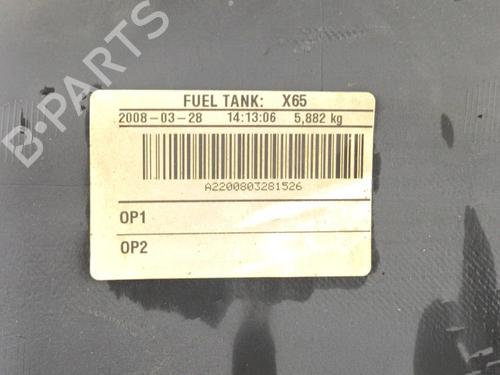 FUEL TANK: X65
2008-03-28 14:13:06 5,882 kg
A2200803281526
OP1
OP2
B-PARTS